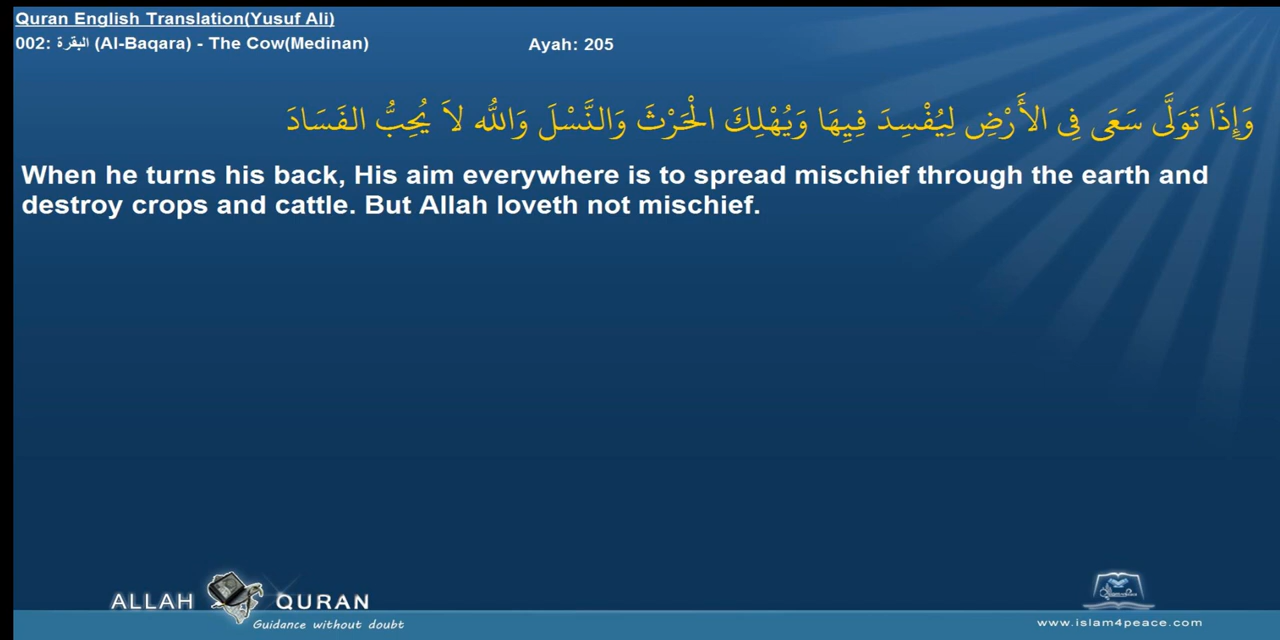 Quran English Translation(Yusuf Ali)
002: البقرة (Al-Baqara) - The Cow(Medinan) Ayah: 205
وَإِذَا تَوَلَّى سَعَى فِي الأَرْضِ لِيُفْسِدَ فِيِهَا وَيُهْلِكَ الْحَرْثَ وَالنَّسْلَ وَاللّهُ لاَ يُحِبُّ الفَسَادَ
When he turns his back, His aim everywhere is to spread mischief through the earth and
destroy crops and cattle. But Allah loveth not mischief.
ALLAH QURAN
Guidance without doubt
www.islam4peace.com